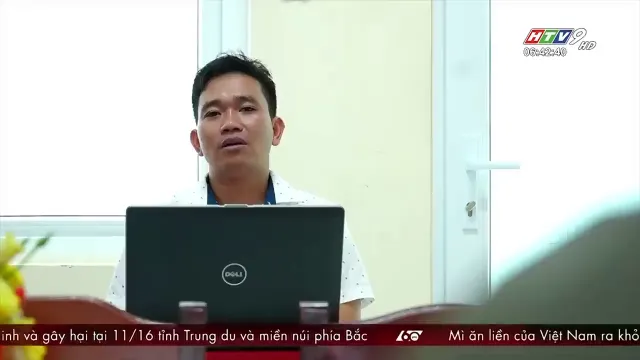 HTV9 HD
06:42:40
DELL
inh và gây hại tại 11/16 tỉnh Trung du và miền núi phía Bắc
60 Mì ăn liền của Việt Nam ra khỏ